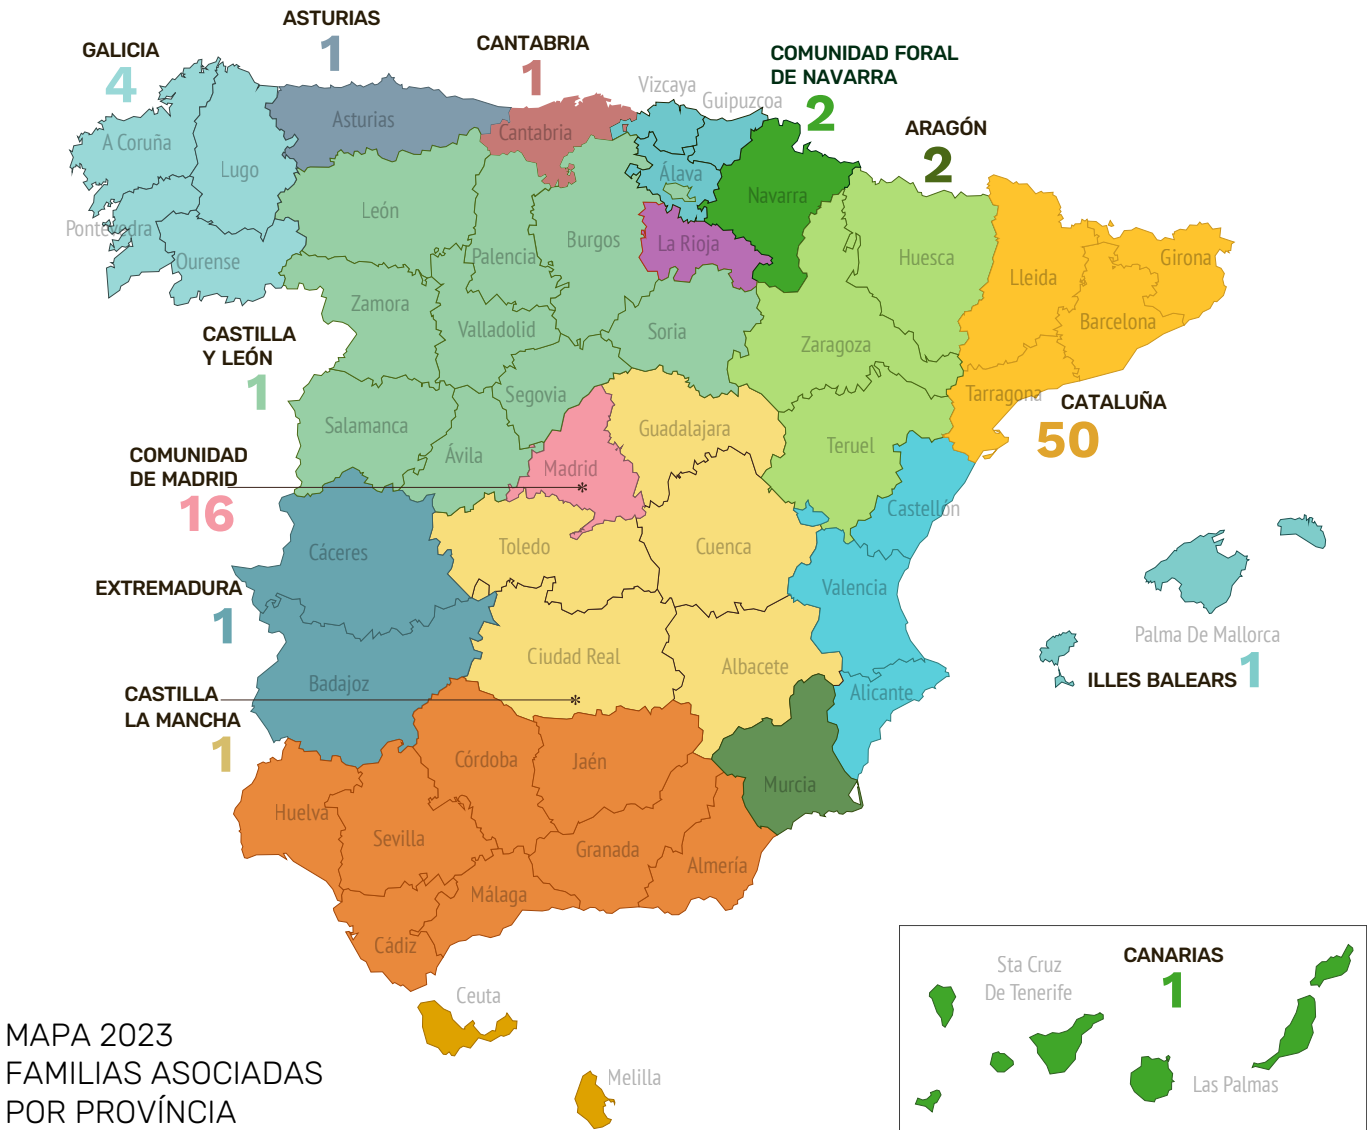 ASTURIAS
1
GALICIA
4
CANTABRIA
1
COMUNIDAD FORAL
DE NAVARRA
2
ARAGÓN
2
Vizcaya
Guipuzcoa
Asturias
Cantabria
A Coruña
Lugo
Álava
Navarra
León
Pontevedra
Ourense
Palencia
Burgos
La Rioja
Huesca
Lleida
Girona
Zamora
Valladolid
Soria
Zaragoza
Barcelona
CASTILLA
Y LEÓN
1
Segovia
Tarragona
CATALUÑA
50
Salamanca
Ávila
Guadalajara
Teruel
COMUNIDAD
DE MADRID
16
Madrid
*
Castellón
Cáceres
Toledo
Cuenca
Valencia
EXTREMADURA
1
Palma De Mallorca
1
ILLES BALEARS
Ciudad Real
Albacete
Badajoz
Alicante
CASTILLA
LA MANCHA
1
*
Córdoba
Jaén
Murcia
Huelva
Sevilla
Granada
Almería
Málaga
Cádiz
Ceuta
Melilla
CANARIAS
1
Sta Cruz
De Tenerife
Las Palmas
MAPA 2023
FAMILIAS ASOCIADAS
POR PROVÍNCIA